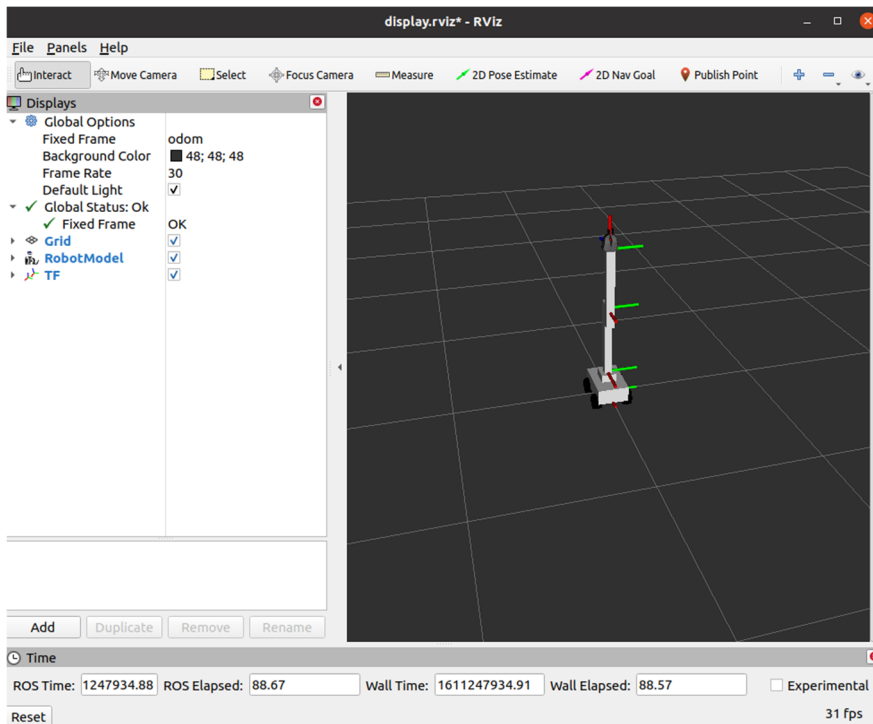 display.rviz* - RViz
File Panels Help
Interact Move Camera Select Focus Camera Measure 2D Pose Estimate 2D Nav Goal Publish Point
Displays
Global Options
Fixed Frame odom
Background Color 48; 48; 48
Frame Rate 30
Default Light
Global Status: Ok
Fixed Frame OK
Grid
RobotModel
TF
Add Duplicate Remove Rename
Time
ROS Time: 1247934.88 ROS Elapsed: 88.67 Wall Time: 1611247934.91 Wall Elapsed: 88.57 Experimental
Reset 31 fps